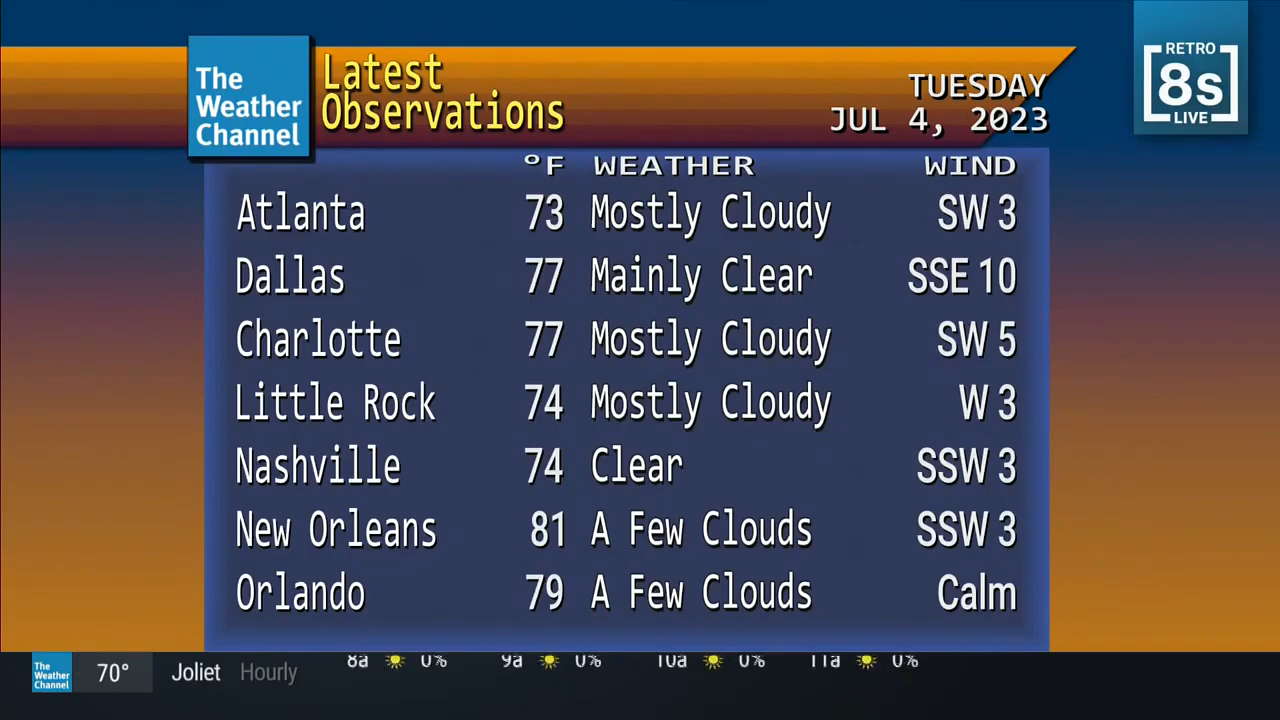 The
Weather
Channel
Latest
Observations
TUESDAY
JUL 4, 2023
RETRO
8s
LIVE
°F WEATHER WIND
Atlanta 73 Mostly Cloudy SW 3
Dallas 77 Mainly Clear SSE 10
Charlotte 77 Mostly Cloudy SW 5
Little Rock 74 Mostly Cloudy W 3
Nashville 74 Clear SSW 3
New Orleans 81 A Few Clouds SSW 3
Orlando 79 A Few Clouds Calm
The
Weather
Channel
70° Joliet Hourly 8a 0% 9a 0% 10a 0% 11a 0%